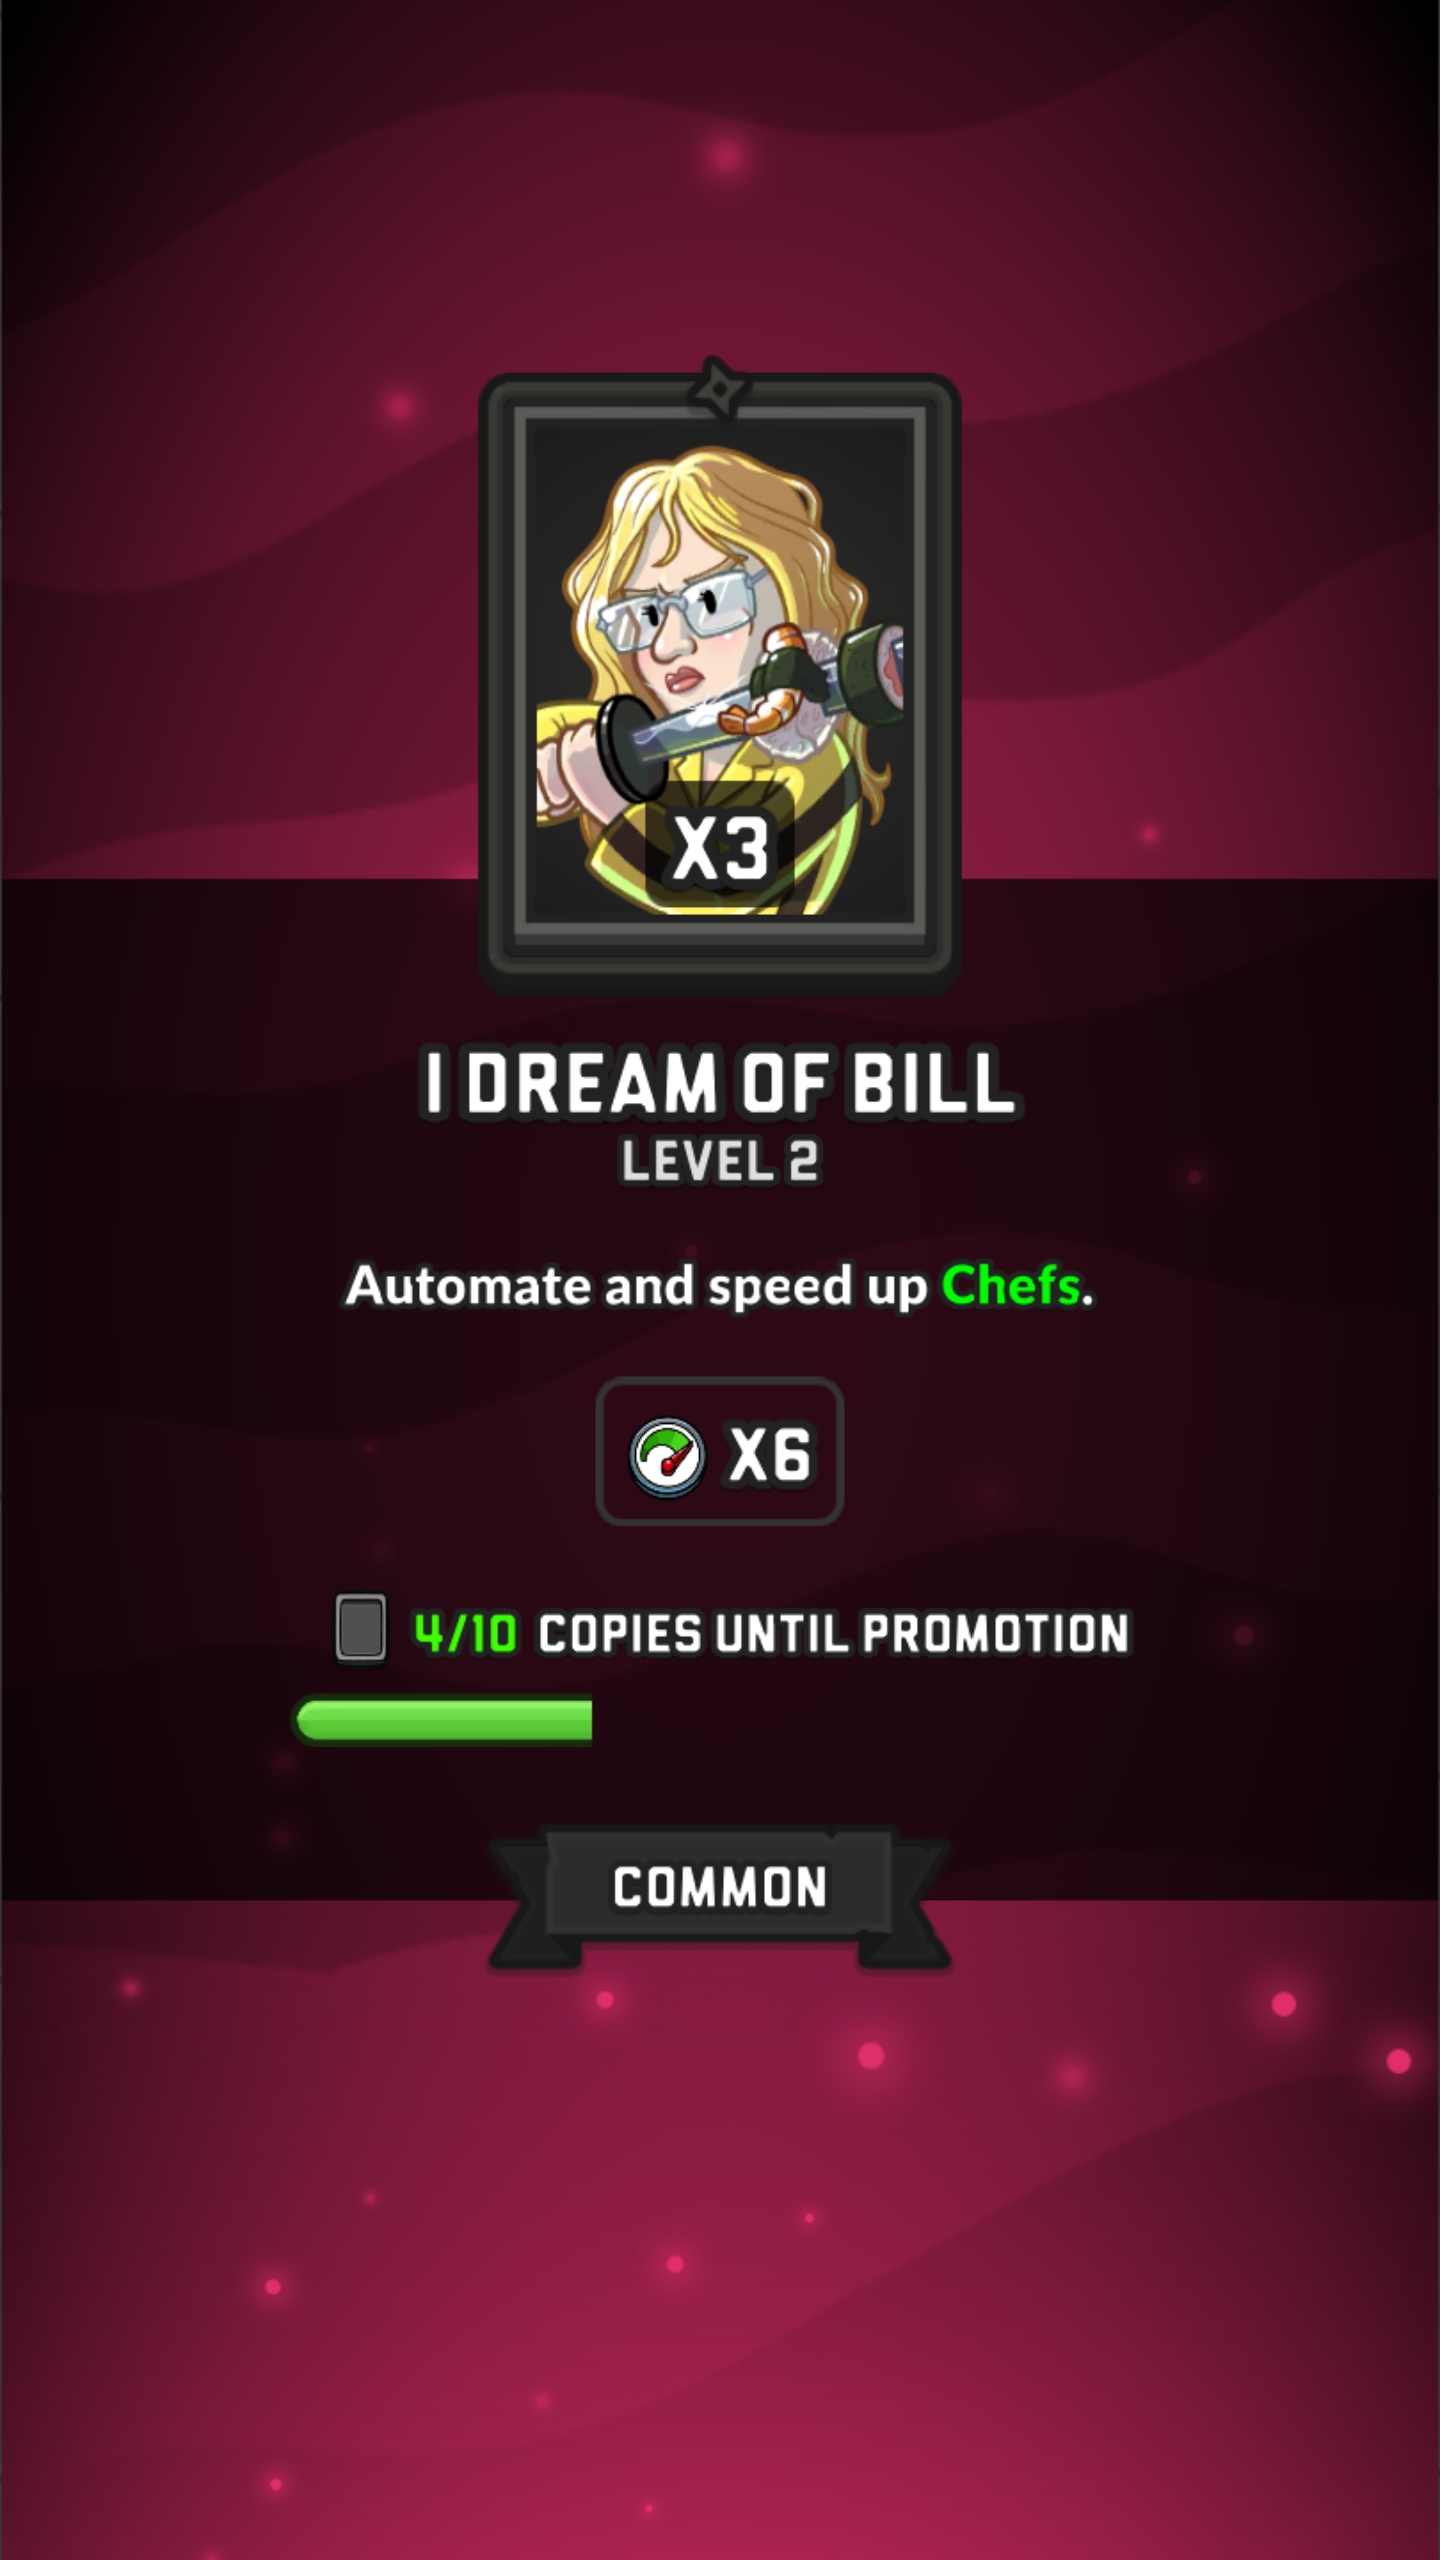 X3
I DREAM OF BILL
LEVEL 2
Automate and speed up Chefs.
X6
4/10 COPIES UNTIL PROMOTION
COMMON